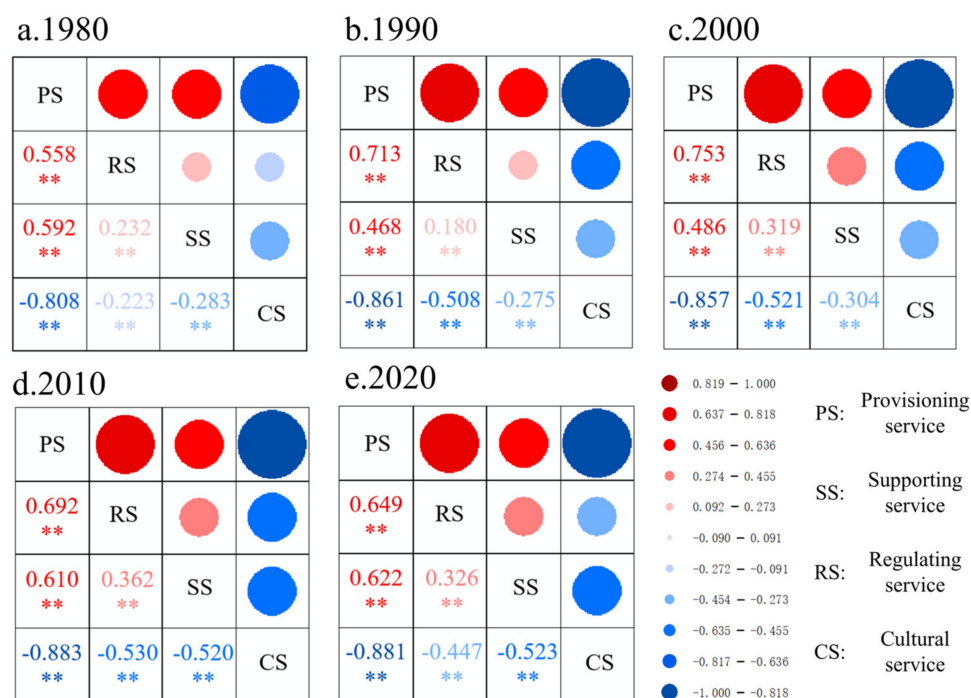 a.1980
PS
0.558
**
RS
0.592
**
0.232
**
SS
-0.808
**
-0.223
**
-0.283
**
CS
b.1990
PS
0.713
**
RS
0.468
**
0.180
**
SS
-0.861
**
-0.508
**
-0.275
**
CS
c.2000
PS
0.753
**
RS
0.486
**
0.319
**
SS
-0.857
**
-0.521
**
-0.304
**
CS
d.2010
PS
0.692
**
RS
0.610
**
0.362
**
SS
-0.883
**
-0.530
**
-0.520
**
CS
e.2020
PS
0.649
**
RS
0.622
**
0.326
**
SS
-0.881
**
-0.447
**
-0.523
**
CS
0.819 – 1.000
0.637 – 0.818
0.456 – 0.636
0.274 – 0.455
0.092 – 0.273
-0.090 – 0.091
-0.272 – -0.091
-0.454 – -0.273
-0.635 – -0.455
-0.817 – -0.636
-1.000 – -0.818
PS: Provisioning
service
SS: Supporting
service
RS: Regulating
service
CS: Cultural
service